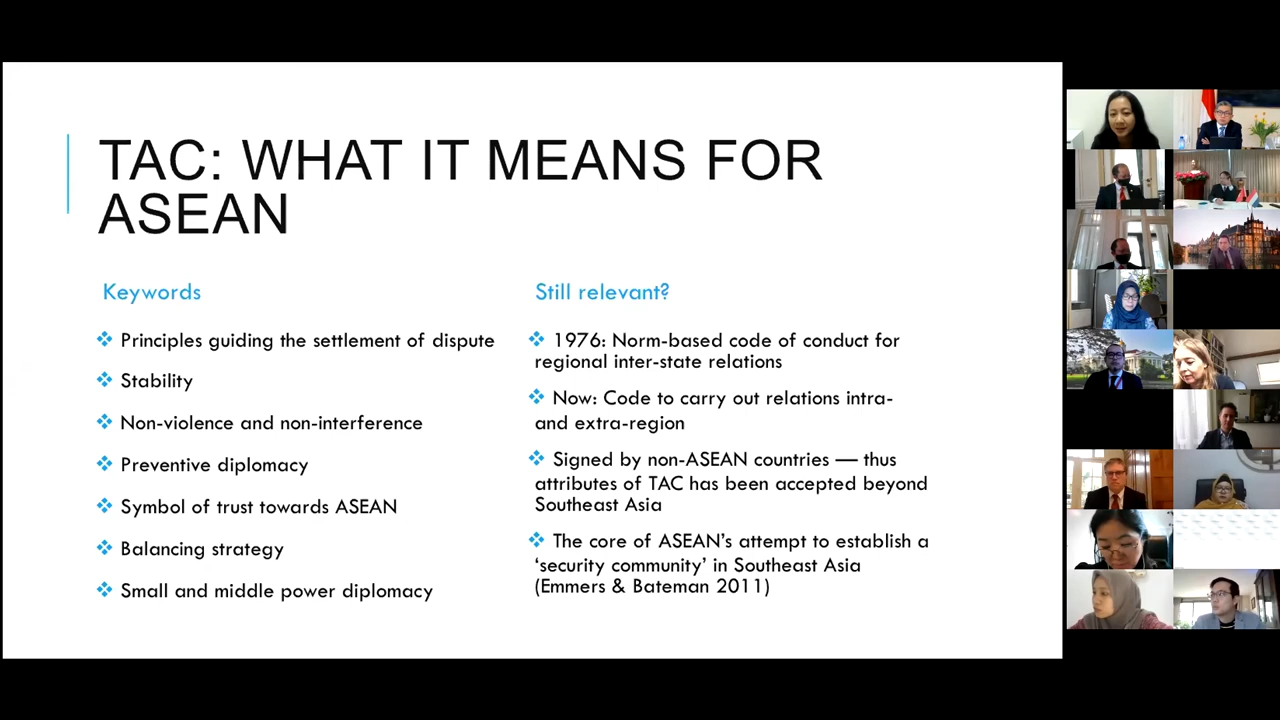 TAC: WHAT IT MEANS FOR
ASEAN
Keywords
Principles guiding the settlement of dispute
Stability
Non-violence and non-interference
Preventive diplomacy
Symbol of trust towards ASEAN
Balancing strategy
Small and middle power diplomacy
Still relevant?
1976: Norm-based code of conduct for
regional inter-state relations
Now: Code to carry out relations intra-
and extra-region
Signed by non-ASEAN countries — thus
attributes of TAC has been accepted beyond
Southeast Asia
The core of ASEAN’s attempt to establish a
‘security community’ in Southeast Asia
(Emmers & Bateman 2011)